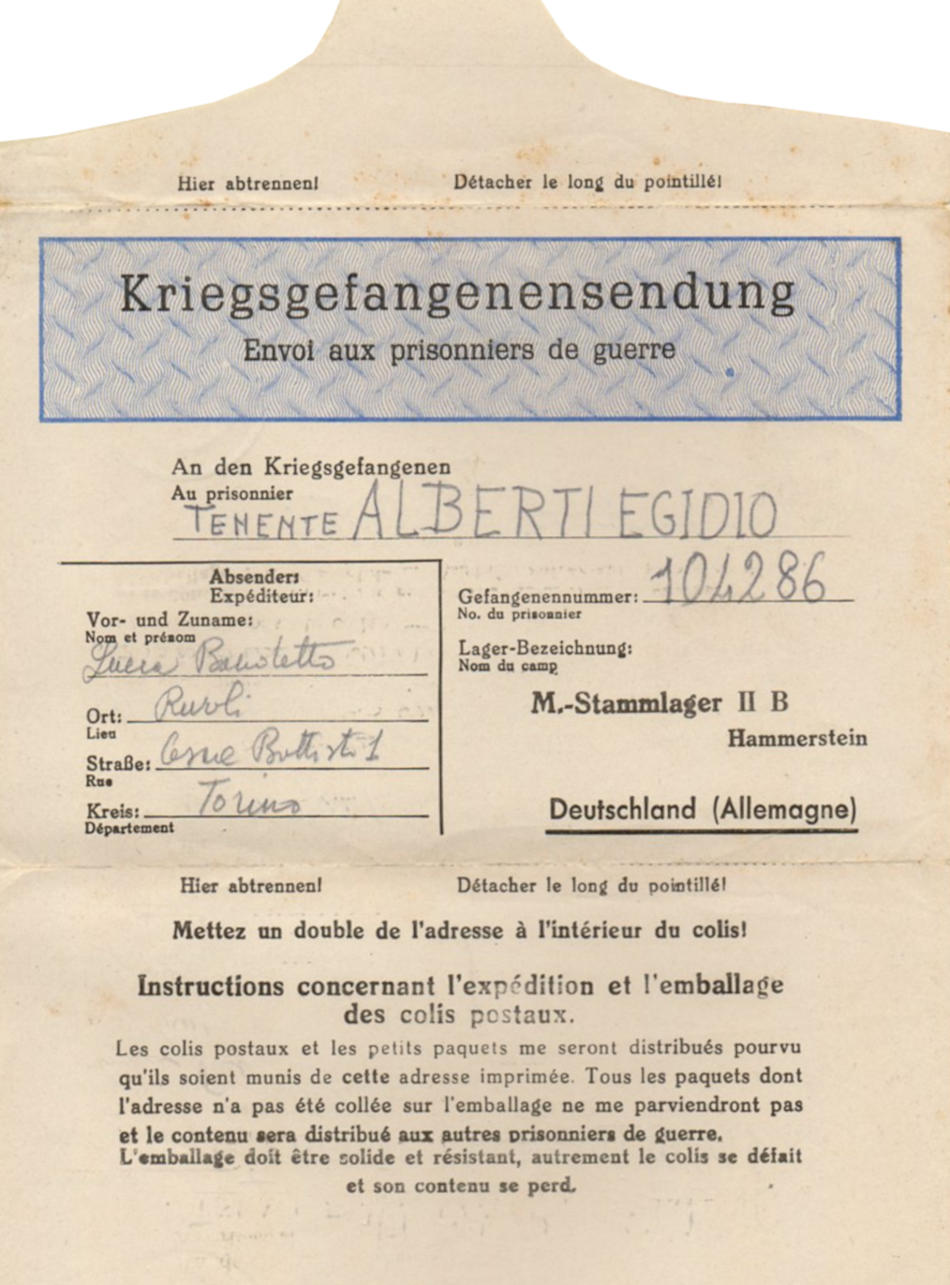 Hier abtrennen! Détacher le long du pointillé!
Kriegsgefangenensendung
Envoi aux prisonniers de guerre
An den Kriegsgefangenen
Au prisonnier
TENENTE ALBERTI EGIDIO
Absender:
Expéditeur:
Vor- und Zuname:
Nom et prénom
Lucia
Ort: Rivoli
Lieu
Straße: Cesare Battisti 1
Rue
Kreis: Torino
Département
Gefangenennummer: 104286
No. du prisonnier
Lager-Bezeichnung:
Nom du camp
M.-Stammlager II B
Hammerstein
Deutschland (Allemagne)
Hier abtrennen! Détacher le long du pointillé!
Mettez un double de l'adresse à l'intérieur du colis!
Instructions concernant l'expédition et l'emballage
des colis postaux.
Les colis postaux et les petits paquets me seront distribués pourvu
qu'ils soient munis de cette adresse imprimée. Tous les paquets dont
l'adresse n'a pas été collée sur l'emballage ne me parviendront pas
et le contenu sera distribué aux autres prisonniers de guerre.
L'emballage doit être solide et résistant, autrement le colis se défait
et son contenu se perd.